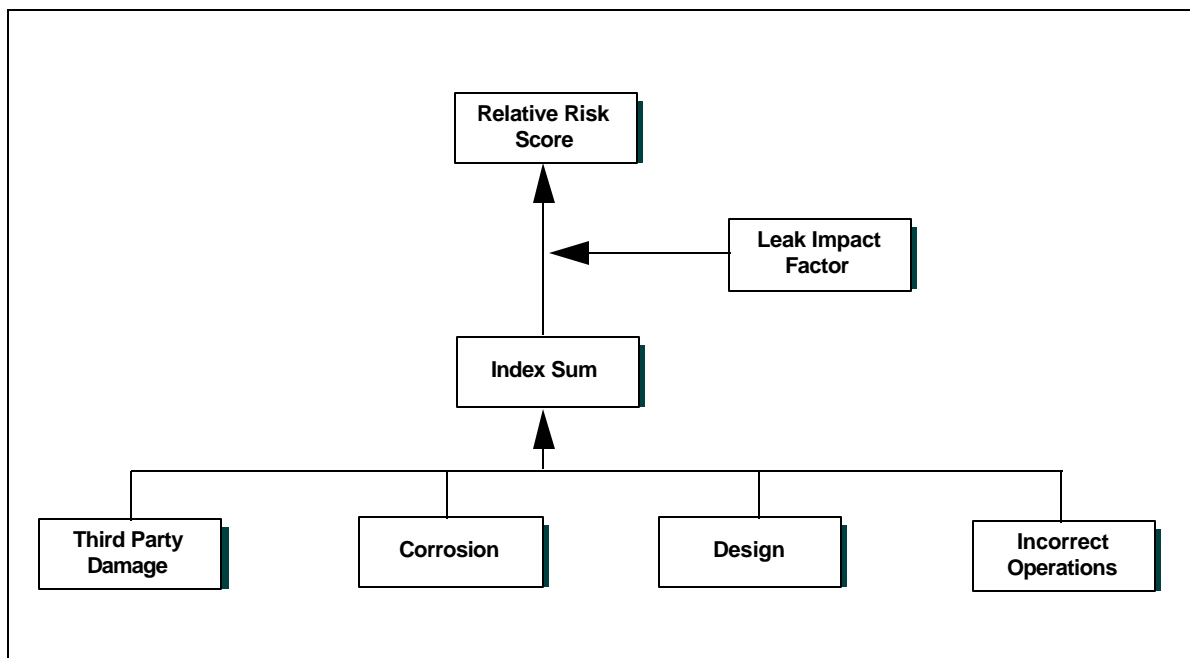 Relative Risk
Score
Leak Impact
Factor
Index Sum
Third Party
Damage
Corrosion
Design
Incorrect
Operations